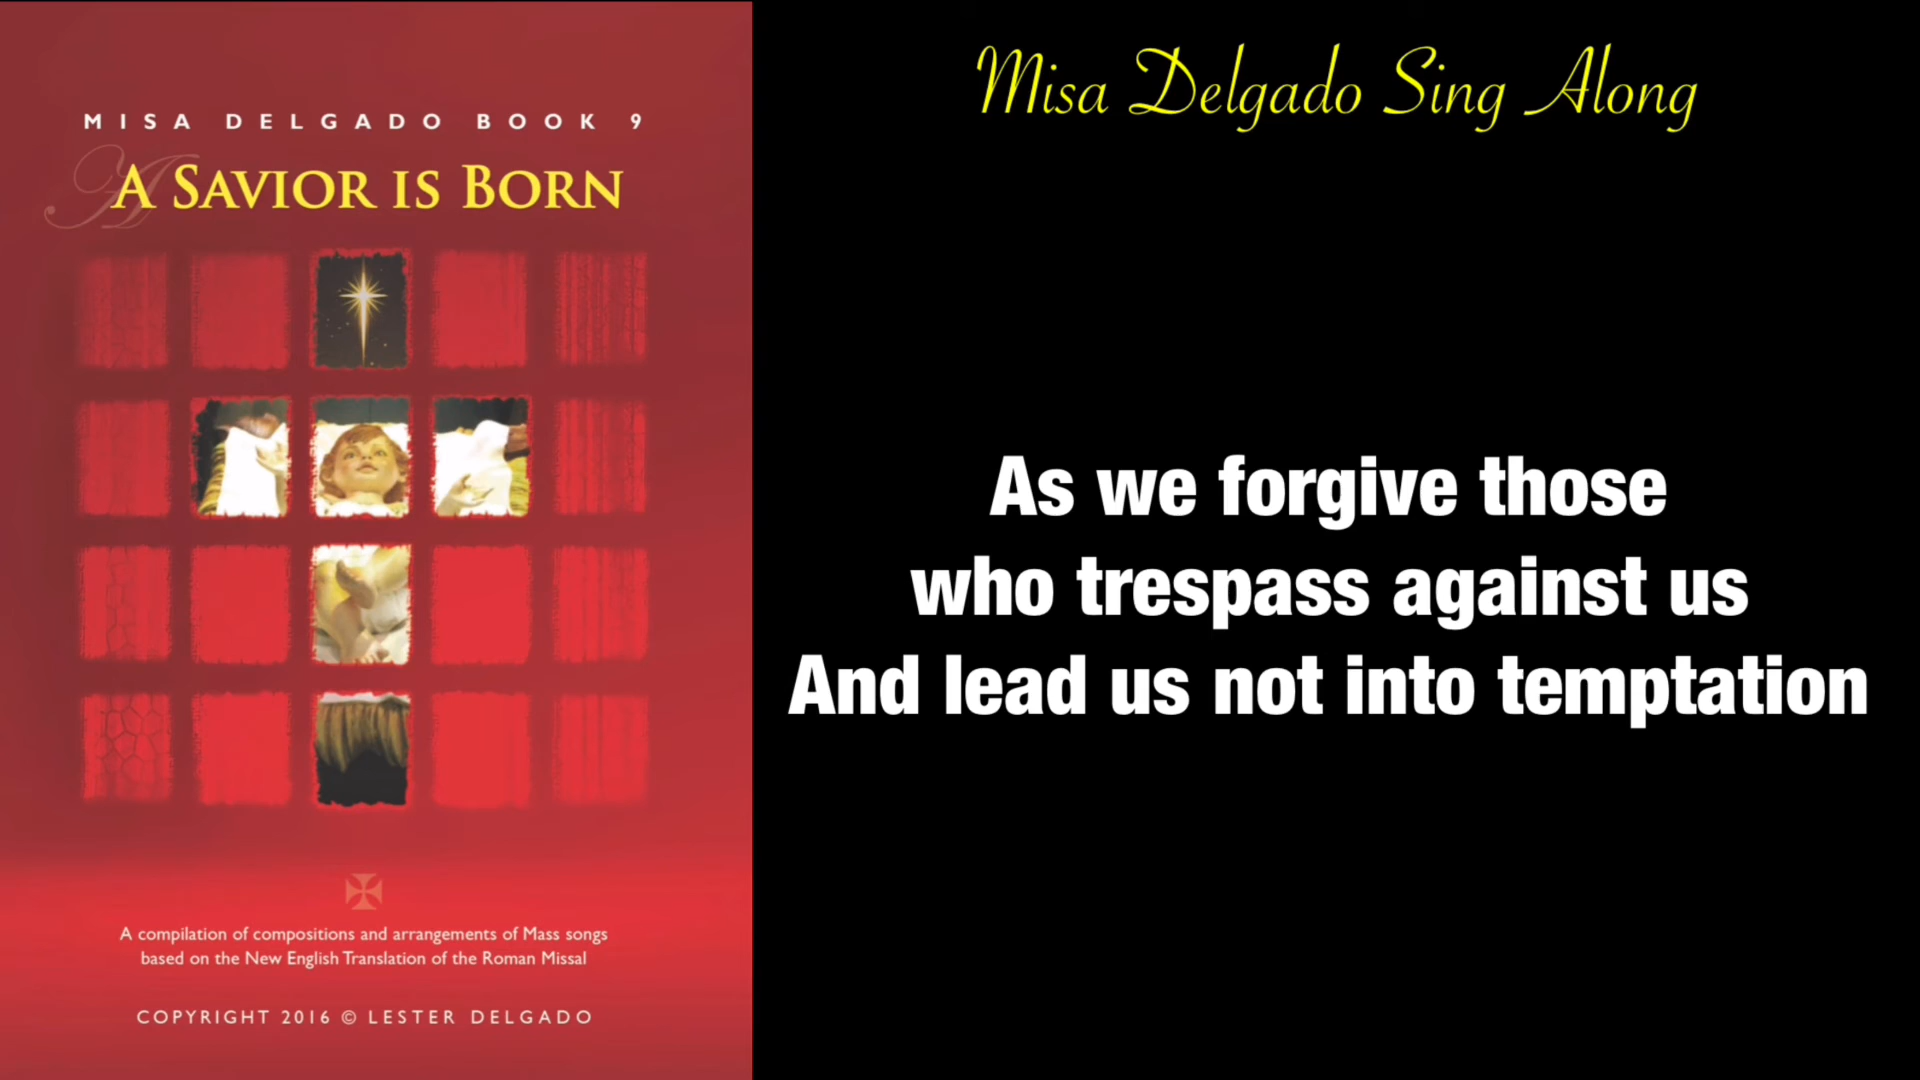 MISA DELGADO BOOK 9
A SAVIOR IS BORN
A compilation of compositions and arrangements of Mass songs
based on the New English Translation of the Roman Missal
COPYRIGHT 2016 © LESTER DELGADO
Misa Delgado Sing Along
As we forgive those
who trespass against us
And lead us not into temptation